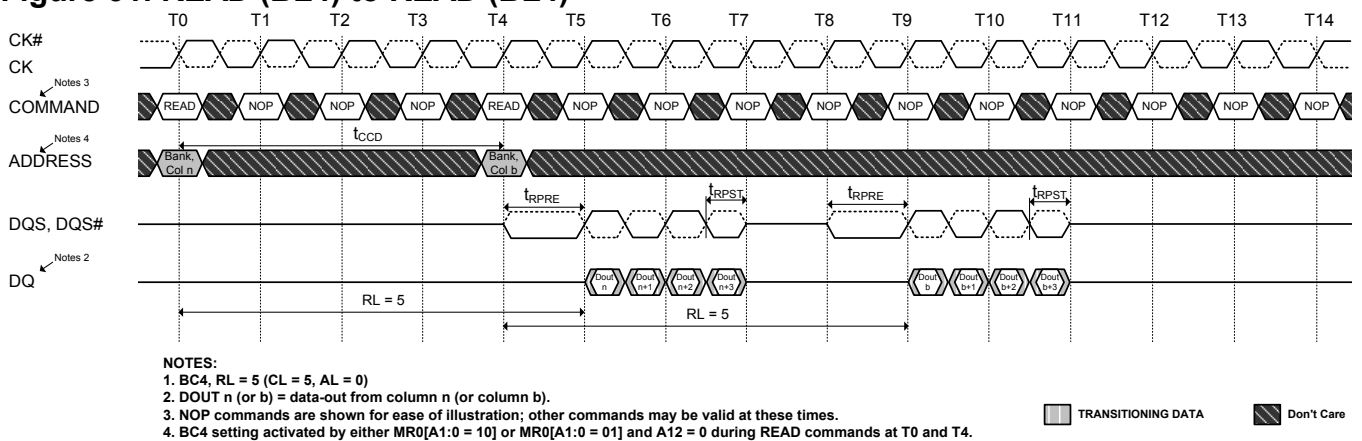 T0 T1 T2 T3 T4 T5 T6 T7 T8 T9 T10 T11 T12 T13 T14
CK#
CK
Notes 3
COMMAND READ NOP NOP NOP READ NOP NOP NOP NOP NOP NOP NOP NOP NOP NOP
tCCD
Notes 4
ADDRESS
Bank, Col n
Bank, Col b
tRPRE tRPST tRPRE tRPST
DQS, DQS#
Notes 2
DQ
Dout n
Dout n+1
Dout n+2
Dout n+3
Dout b
Dout b+1
Dout b+2
Dout b+3
RL = 5
RL = 5
NOTES:
1. BC4, RL = 5 (CL = 5, AL = 0)
2. DOUT n (or b) = data-out from column n (or column b).
3. NOP commands are shown for ease of illustration; other commands may be valid at these times.
4. BC4 setting activated by either MR0[A1:0 = 10] or MR0[A1:0 = 01] and A12 = 0 during READ commands at T0 and T4.
TRANSITIONING DATA
Don't Care